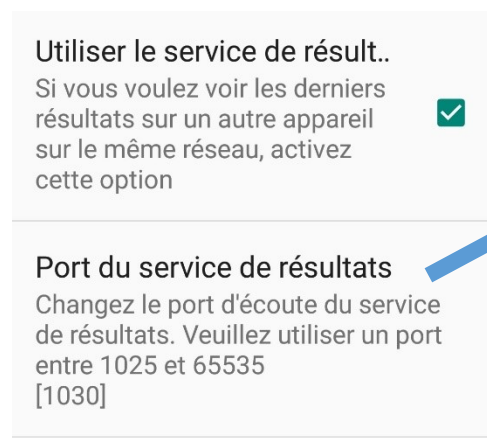 Utiliser le service de résult..
Si vous voulez voir les derniers
résultats sur un autre appareil
sur le même réseau, activez
cette option
Port du service de résultats
Changez le port d'écoute du service
de résultats. Veuillez utiliser un port
entre 1025 et 65535
[1030]